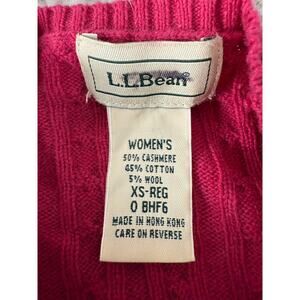 L.L.Bean
WOMEN'S
50% CASHMERE
45% COTTON
5% WOOL
XS-REG
0 BHF6
MADE IN HONG KONG
CARE ON REVERSE